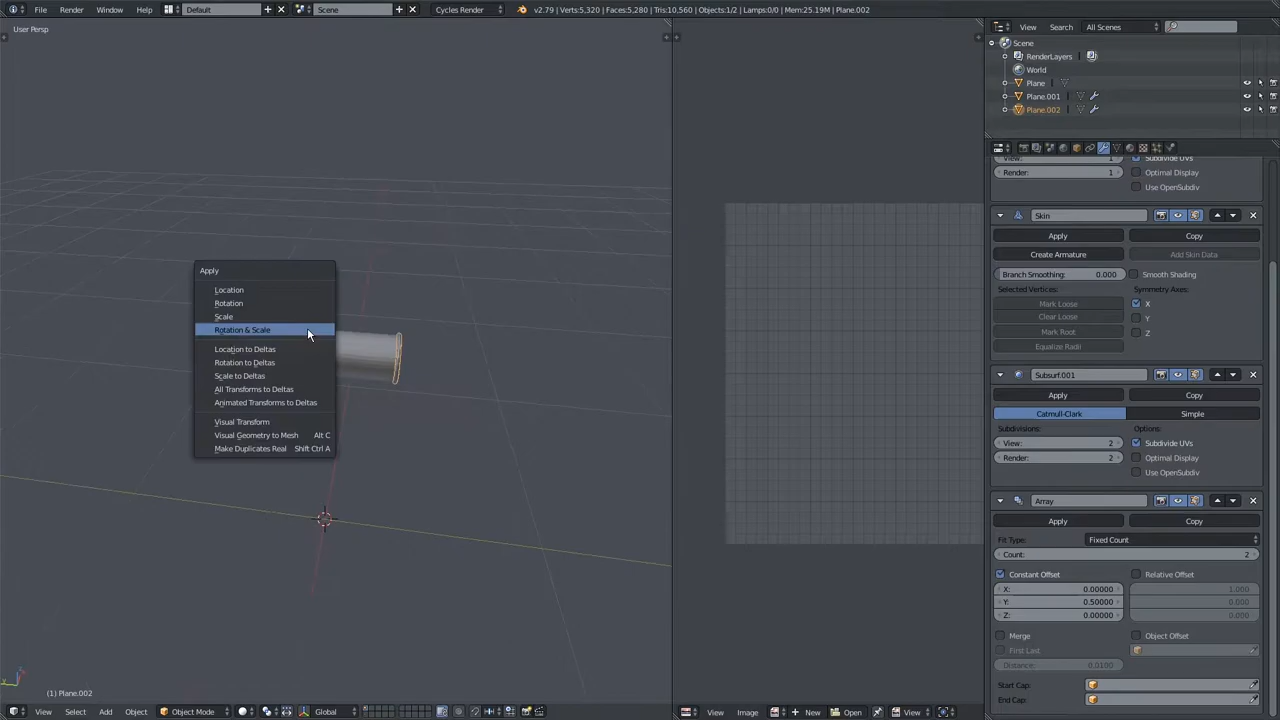 File Render Window Help Default Scene Cycles Render v2.79 | Verts:5,320 | Faces:5,280 | Tris:10,560 | Objects:1/2 | Lamps:0/0 | Mem:25.19M | Plane.002
User Persp
View Search All Scenes
Scene
RenderLayers
World
Plane
Plane.001
Plane.002
View: 1 Subdivide UVs
Render: 1 Optimal Display
Use OpenSubdiv
Skin
Apply Copy
Create Armature Add Skin Data
Branch Smoothing: 0.000 Smooth Shading
Selected Vertices: Symmetry Axes:
Mark Loose X
Clear Loose Y
Mark Root Z
Equalize Radii
Subsurf.001
Apply Copy
Catmull-Clark Simple
Subdivisions: Options:
View: 2 Subdivide UVs
Render: 2 Optimal Display
Use OpenSubdiv
Array
Apply Copy
Fit Type: Fixed Count
Count: 2
Constant Offset Relative Offset
X: 0.00000 1.000
Y: 0.50000 0.000
Z: 0.00000 0.000
Merge Object Offset
First Last
Distance: 0.0100
Start Cap:
End Cap:
Apply
Location
Rotation
Scale
Rotation & Scale
Location to Deltas
Rotation to Deltas
Scale to Deltas
All Transforms to Deltas
Animated Transforms to Deltas
Visual Transform
Visual Geometry to Mesh Alt C
Make Duplicates Real Shift Ctrl A
(1) Plane.002
View Select Add Object Object Mode Global View Image New Open View